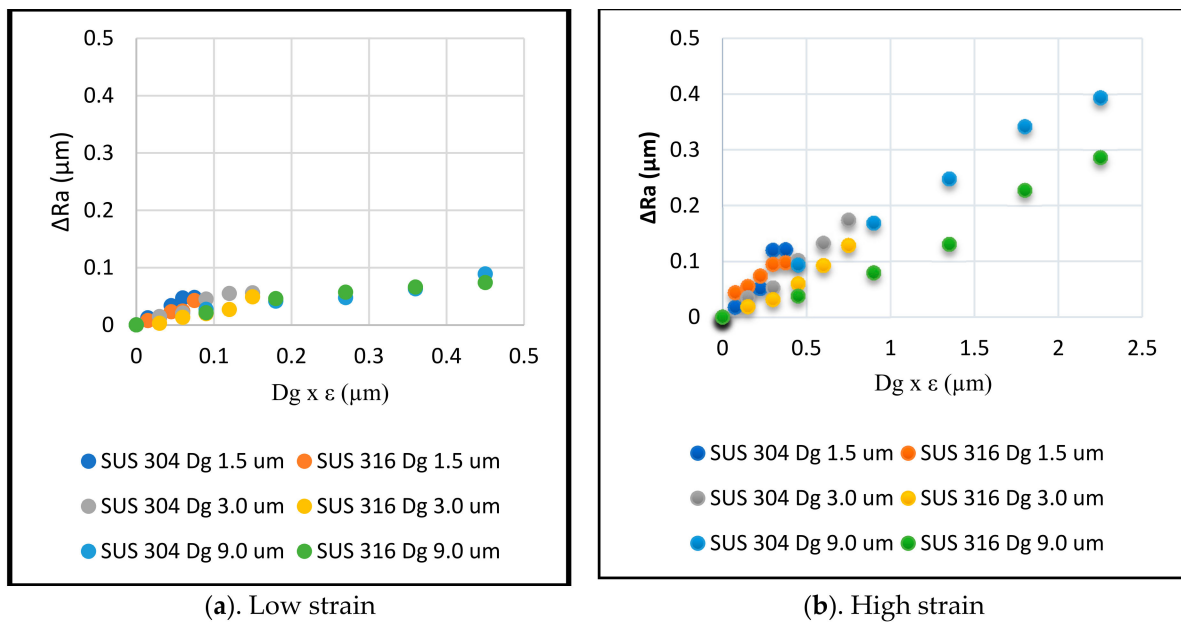 0.5
0.4
0.3
0.2
0.1
0
ΔRa (µm)
0 0.1 0.2 0.3 0.4 0.5
Dg x ε (µm)
SUS 304 Dg 1.5 um SUS 316 Dg 1.5 um
SUS 304 Dg 3.0 um SUS 316 Dg 3.0 um
SUS 304 Dg 9.0 um SUS 316 Dg 9.0 um
(a). Low strain
0.5
0.4
0.3
0.2
0.1
0
ΔRa (µm)
0 0.5 1 1.5 2 2.5
Dg x ε (µm)
SUS 304 Dg 1.5 um SUS 316 Dg 1.5 um
SUS 304 Dg 3.0 um SUS 316 Dg 3.0 um
SUS 304 Dg 9.0 um SUS 316 Dg 9.0 um
(b). High strain